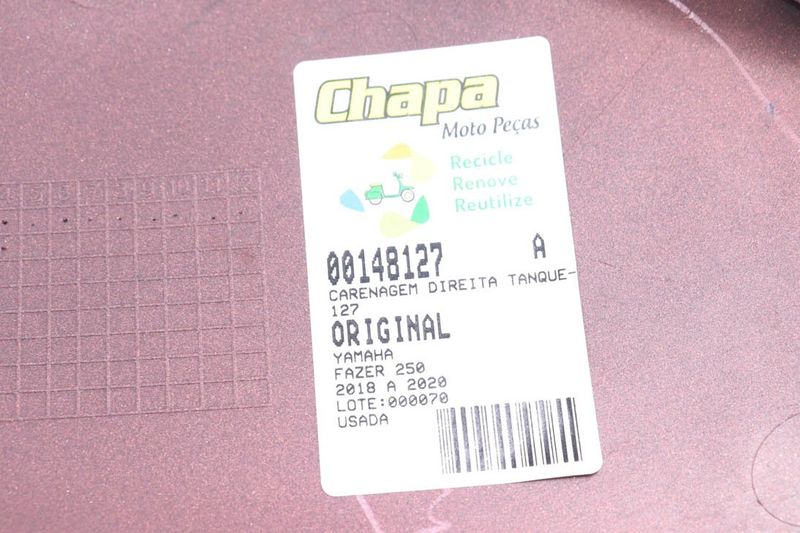 Chapa
Moto Peças
Recicle
Renove
Reutilize
00148127 A
CARENAGEM DIREITA TANQUE-
127
ORIGINAL
YAMAHA
FAZER 250
2018 A 2020
LOTE:000070
USADA